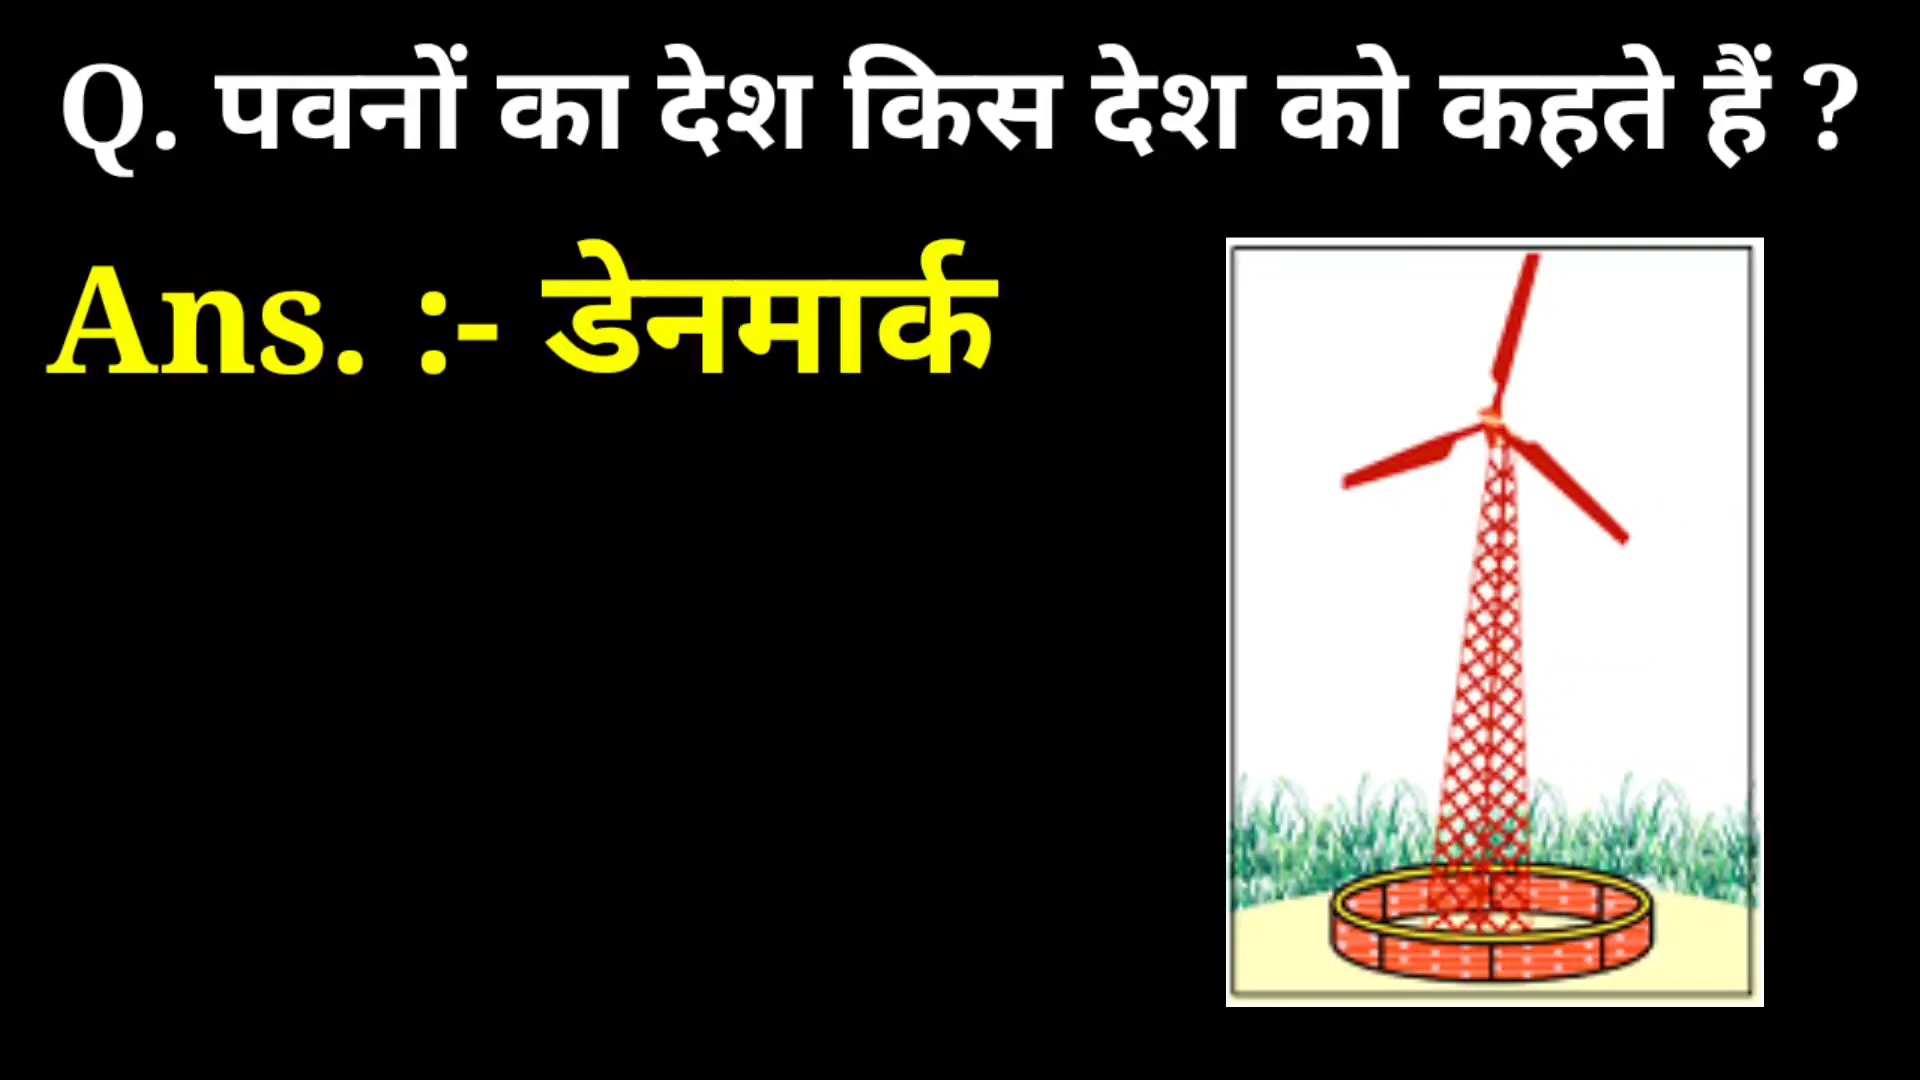 Q. पवनों का देश किस देश को कहते हैं ?
Ans. :- डेनमार्क